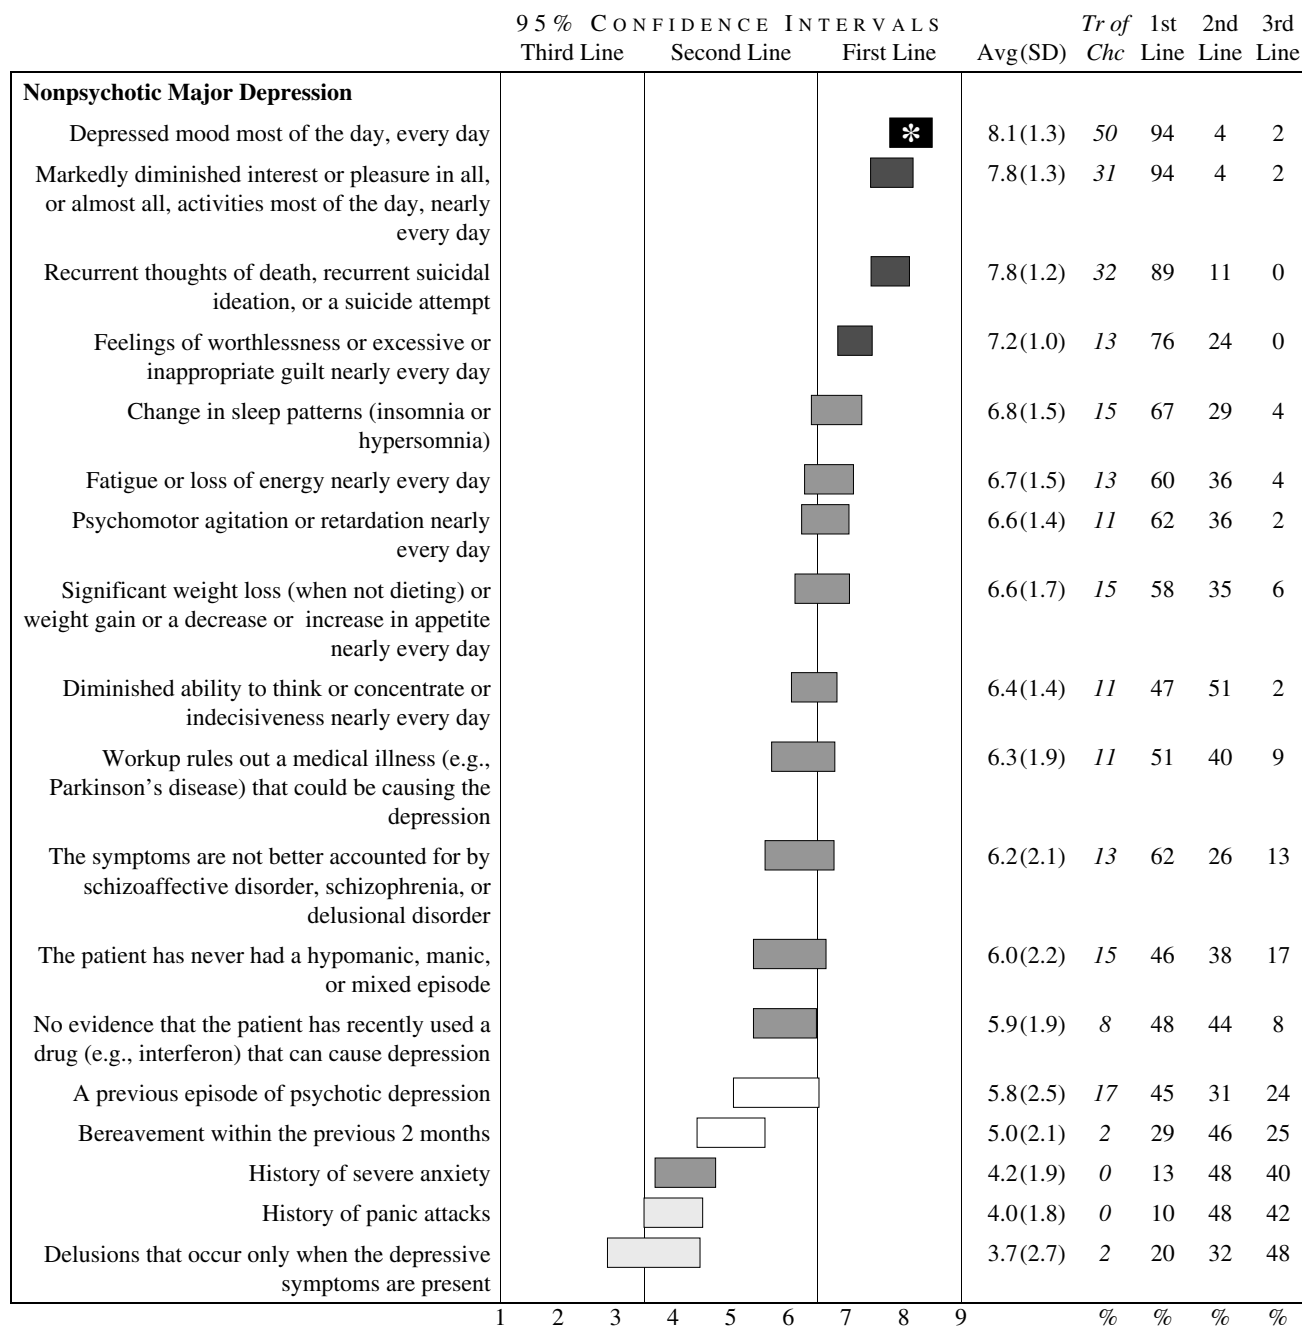 95% CONFIDENCE INTERVALS Tr of 1st 2nd 3rd
Third Line Second Line First Line Avg(SD) Chc Line Line Line
Nonpsychotic Major Depression
Depressed mood most of the day, every day * 8.1(1.3) 50 94 4 2
Markedly diminished interest or pleasure in all, 7.8(1.3) 31 94 4 2
or almost all, activities most of the day, nearly
every day
Recurrent thoughts of death, recurrent suicidal 7.8(1.2) 32 89 11 0
ideation, or a suicide attempt
Feelings of worthlessness or excessive or 7.2(1.0) 13 76 24 0
inappropriate guilt nearly every day
Change in sleep patterns (insomnia or 6.8(1.5) 15 67 29 4
hypersomnia)
Fatigue or loss of energy nearly every day 6.7(1.5) 13 60 36 4
Psychomotor agitation or retardation nearly 6.6(1.4) 11 62 36 2
every day
Significant weight loss (when not dieting) or 6.6(1.7) 15 58 35 6
weight gain or a decrease or increase in appetite
nearly every day
Diminished ability to think or concentrate or 6.4(1.4) 11 47 51 2
indecisiveness nearly every day
Workup rules out a medical illness (e.g., 6.3(1.9) 11 51 40 9
Parkinson’s disease) that could be causing the
depression
The symptoms are not better accounted for by 6.2(2.1) 13 62 26 13
schizoaffective disorder, schizophrenia, or
delusional disorder
The patient has never had a hypomanic, manic, 6.0(2.2) 15 46 38 17
or mixed episode
No evidence that the patient has recently used a 5.9(1.9) 8 48 44 8
drug (e.g., interferon) that can cause depression
A previous episode of psychotic depression 5.8(2.5) 17 45 31 24
Bereavement within the previous 2 months 5.0(2.1) 2 29 46 25
History of severe anxiety 4.2(1.9) 0 13 48 40
History of panic attacks 4.0(1.8) 0 10 48 42
Delusions that occur only when the depressive 3.7(2.7) 2 20 32 48
symptoms are present
1 2 3 4 5 6 7 8 9 % % % %